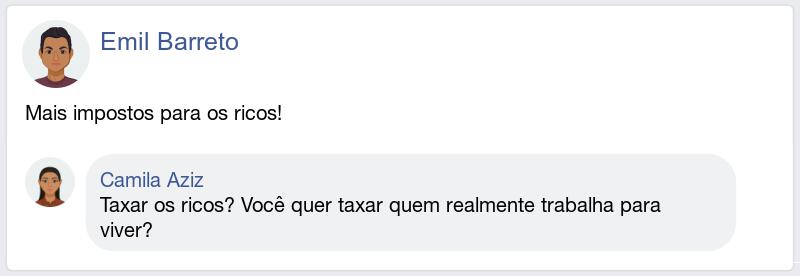 Emil Barreto
Mais impostos para os ricos!
Camila Aziz
Taxar os ricos? Você quer taxar quem realmente trabalha para
viver?